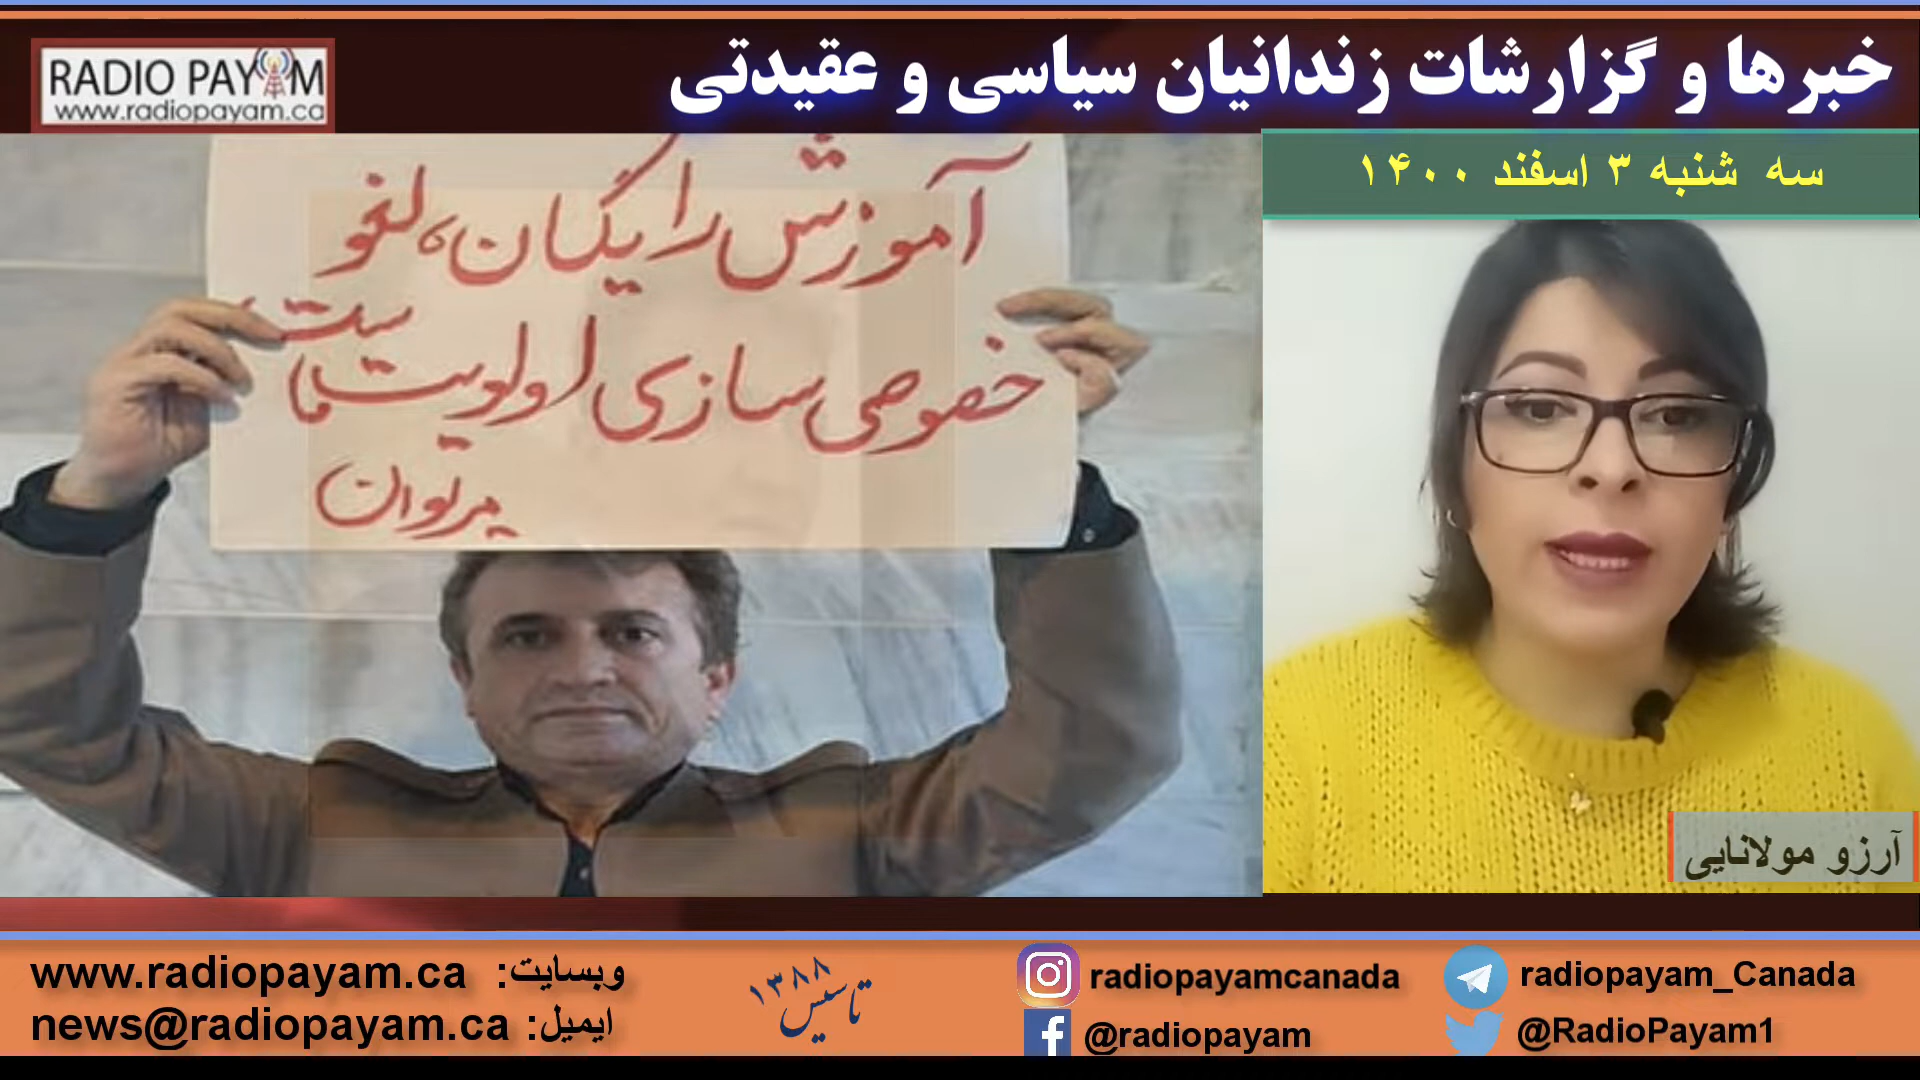 RADIO PAYAM
www.radiopayam.ca
خبرها و گزارشات زندانیان سیاسی و عقیدتی
سه شنبه ۳ اسفند ۱۴۰۰
آموزش رایگان، لغو
خصوصی سازی اولویت ماست
مریوان
آرزو مولانایی
وبسایت: www.radiopayam.ca
ایمیل: news@radiopayam.ca
تاسیس ۱۳۸۸
radiopayamcanada
@radiopayam
radiopayam_Canada
@RadioPayam1